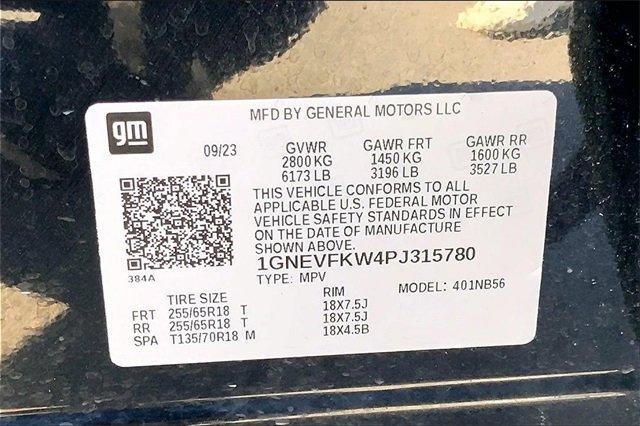 MFD BY GENERAL MOTORS LLC
gm
09/23 GVWR GAWR FRT GAWR RR
2800 KG 1450 KG 1600 KG
6173 LB 3196 LB 3527 LB
THIS VEHICLE CONFORMS TO ALL
APPLICABLE U.S. FEDERAL MOTOR
VEHICLE SAFETY STANDARDS IN EFFECT
ON THE DATE OF MANUFACTURE
SHOWN ABOVE.
1GNEVFKW4PJ315780
384A
TYPE: MPV MODEL: 401NB56
TIRE SIZE RIM
FRT 255/65R18 T 18X7.5J
RR 255/65R18 T 18X7.5J
SPA T135/70R18 M 18X4.5B